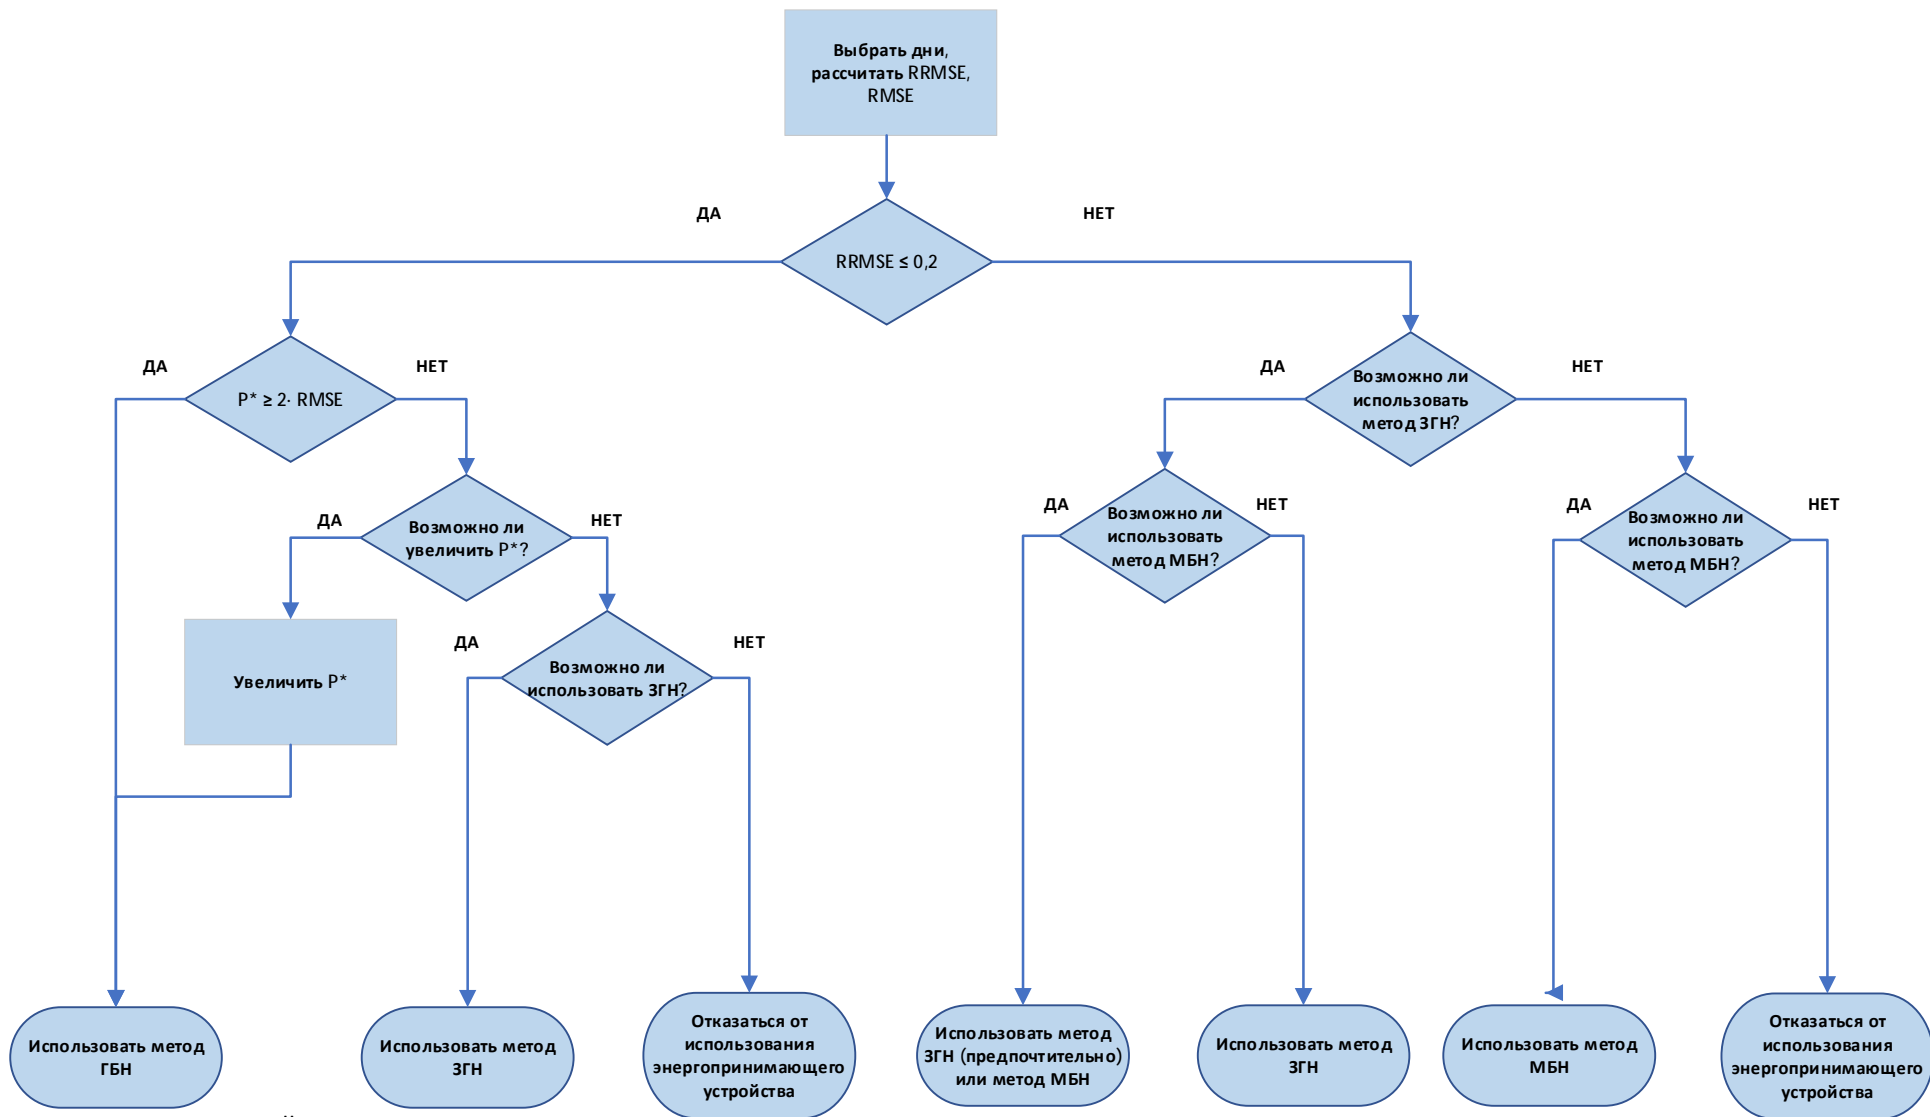 Выбрать дни,
рассчитать RRMSE,
RMSE
ДА
НЕТ
RRMSE ≤ 0,2
ДА
НЕТ
P* ≥ 2· RMSE
ДА
НЕТ
Возможно ли
использовать
метод ЗГН?
ДА
НЕТ
Возможно ли
увеличить P*?
ДА
НЕТ
Возможно ли
использовать
метод МБН?
ДА
НЕТ
Возможно ли
использовать
метод МБН?
Увеличить P*
ДА
НЕТ
Возможно ли
использовать ЗГН?
Использовать метод
ГБН
Использовать метод
ЗГН
Отказаться от
использования
энергопринимающего
устройства
Использовать метод
ЗГН (предпочтительно)
или метод МБН
Использовать метод
ЗГН
Использовать метод
МБН
Отказаться от
использования
энергопринимающего
устройства